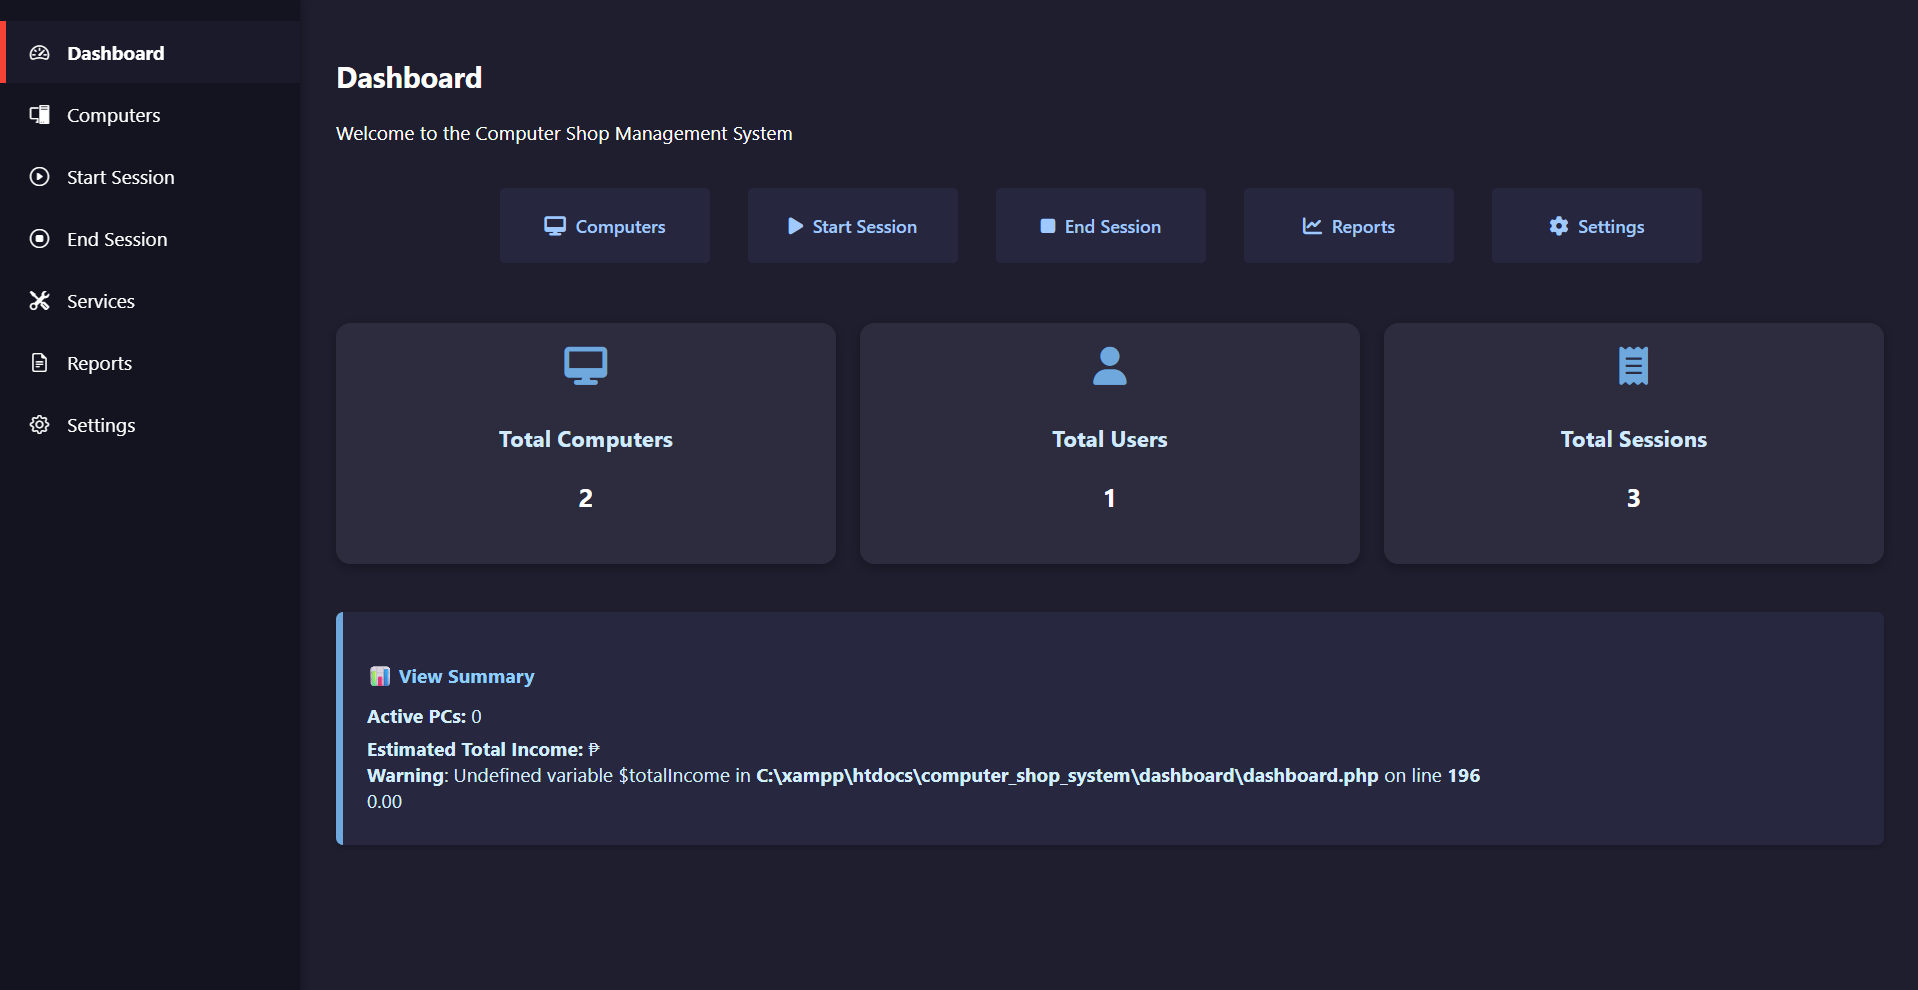 Dashboard
Computers
Start Session
End Session
Services
Reports
Settings
Dashboard
Welcome to the Computer Shop Management System
Computers
Start Session
End Session
Reports
Settings
Total Computers
2
Total Users
1
Total Sessions
3
View Summary
Active PCs: 0
Estimated Total Income: ₱
Warning: Undefined variable $totalIncome in C:\xampp\htdocs\computer_shop_system\dashboard\dashboard.php on line 196
0.00